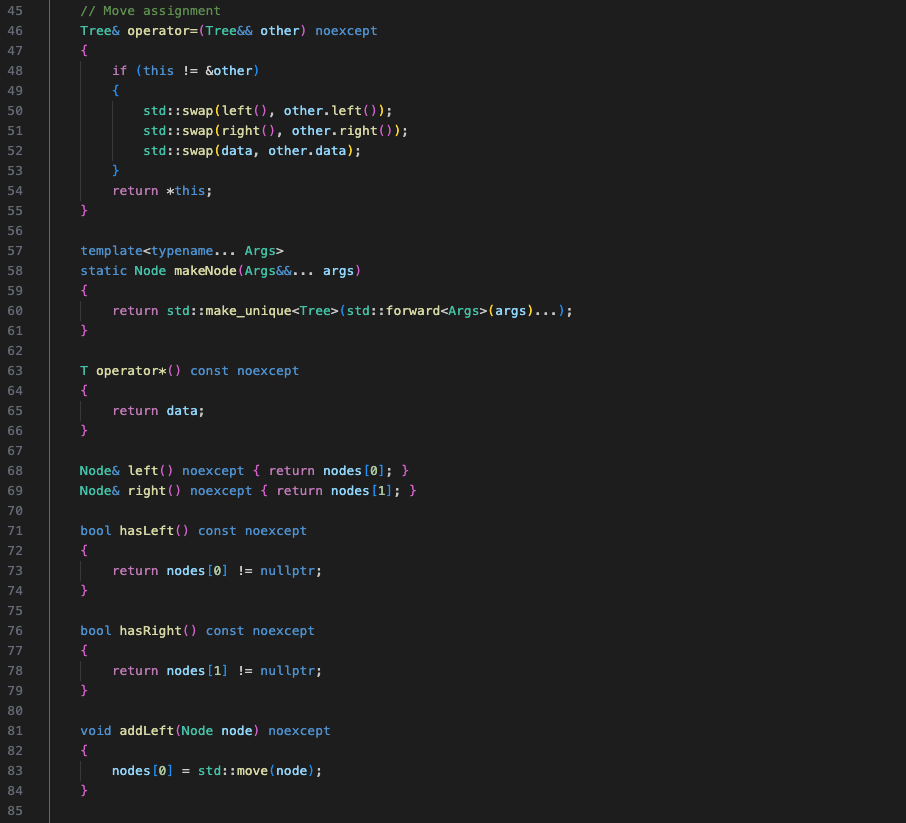 45 // Move assignment
46 Tree& operator=(Tree&& other) noexcept
47 {
48     if (this != &other)
49     {
50         std::swap(left(), other.left());
51         std::swap(right(), other.right());
52         std::swap(data, other.data);
53     }
54     return *this;
55 }
56
57 template<typename... Args>
58 static Node makeNode(Args&&... args)
59 {
60     return std::make_unique<Tree>(std::forward<Args>(args)...);
61 }
62
63 T operator*() const noexcept
64 {
65     return data;
66 }
67
68 Node& left() noexcept { return nodes[0]; }
69 Node& right() noexcept { return nodes[1]; }
70
71 bool hasLeft() const noexcept
72 {
73     return nodes[0] != nullptr;
74 }
75
76 bool hasRight() const noexcept
77 {
78     return nodes[1] != nullptr;
79 }
80
81 void addLeft(Node node) noexcept
82 {
83     nodes[0] = std::move(node);
84 }
85